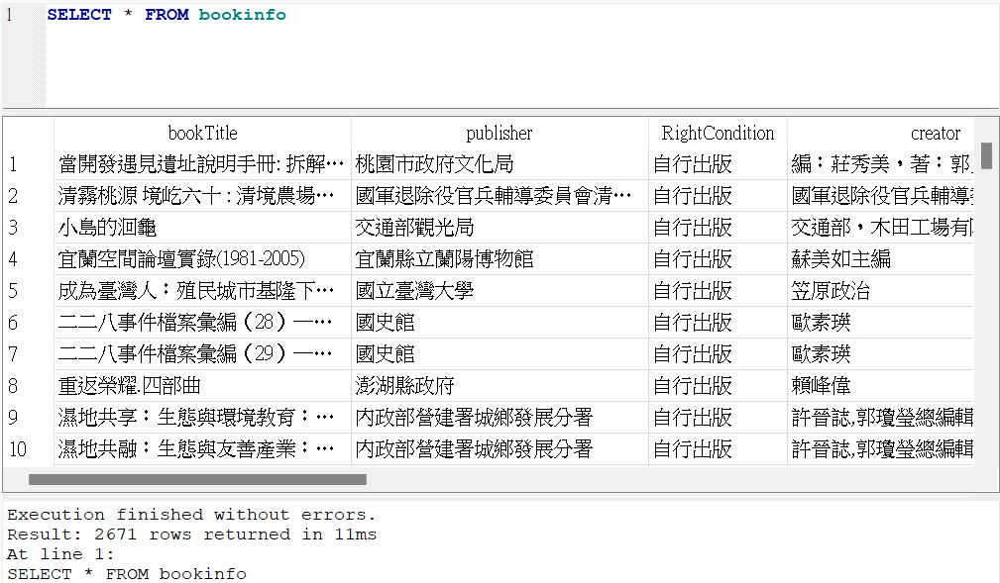 1 SELECT * FROM bookinfo
bookTitle publisher RightCondition creator
1 當開發遇見遺址說明手冊: 拆解⋯ 桃園市政府文化局 自行出版 編：莊秀美，著：郭
2 清霧桃源 境屹六十 : 清境農場⋯ 國軍退除役官兵輔導委員會清⋯ 自行出版 國軍退除役官兵輔導
3 小島的洄龜 交通部觀光局 自行出版 交通部，木田工場有
4 宜蘭空間論壇實錄(1981-2005) 宜蘭縣立蘭陽博物館 自行出版 蘇美如主編
5 成為臺灣人：殖民城市基隆下⋯ 國立臺灣大學 自行出版 笠原政治
6 二二八事件檔案彙編（28）—⋯ 國史館 自行出版 歐素瑛
7 二二八事件檔案彙編（29）—⋯ 國史館 自行出版 歐素瑛
8 重返榮耀.四部曲 澎湖縣政府 自行出版 賴峰偉
9 濕地共享：生態與環境教育：⋯ 內政部營建署城鄉發展分署 自行出版 許晉誌,郭瓊瑩總編輯
10 濕地共融：生態與友善產業：⋯ 內政部營建署城鄉發展分署 自行出版 許晉誌,郭瓊瑩總編輯
Execution finished without errors.
Result: 2671 rows returned in 11ms
At line 1:
SELECT * FROM bookinfo